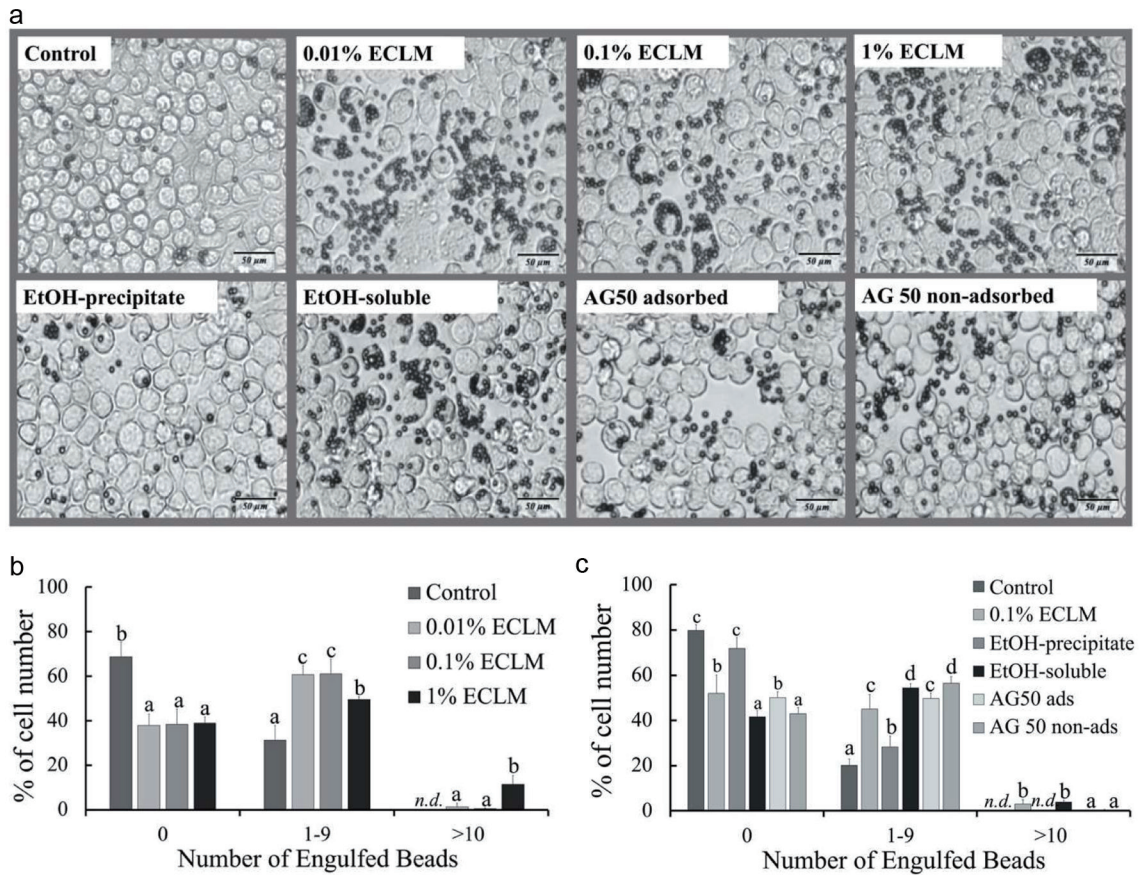 a
Control
0.01% ECLM
0.1% ECLM
1% ECLM
50 µm
50 µm
50 µm
50 µm
EtOH-precipitate
EtOH-soluble
AG50 adsorbed
AG 50 non-adsorbed
50 µm
50 µm
50 µm
50 µm
b
% of cell number
100
80
60
40
20
0
b
a
a
a
a
c
c
b
n.d.
a
a
b
0
1-9
>10
Number of Engulfed Beads
Control
0.01% ECLM
0.1% ECLM
1% ECLM
c
% of cell number
100
80
60
40
20
0
c
b
c
a
b
a
a
c
b
d
c
d
n.d.
b
n.d.
b
a
a
0
1-9
>10
Number of Engulfed Beads
Control
0.1% ECLM
EtOH-precipitate
EtOH-soluble
AG50 ads
AG 50 non-ads